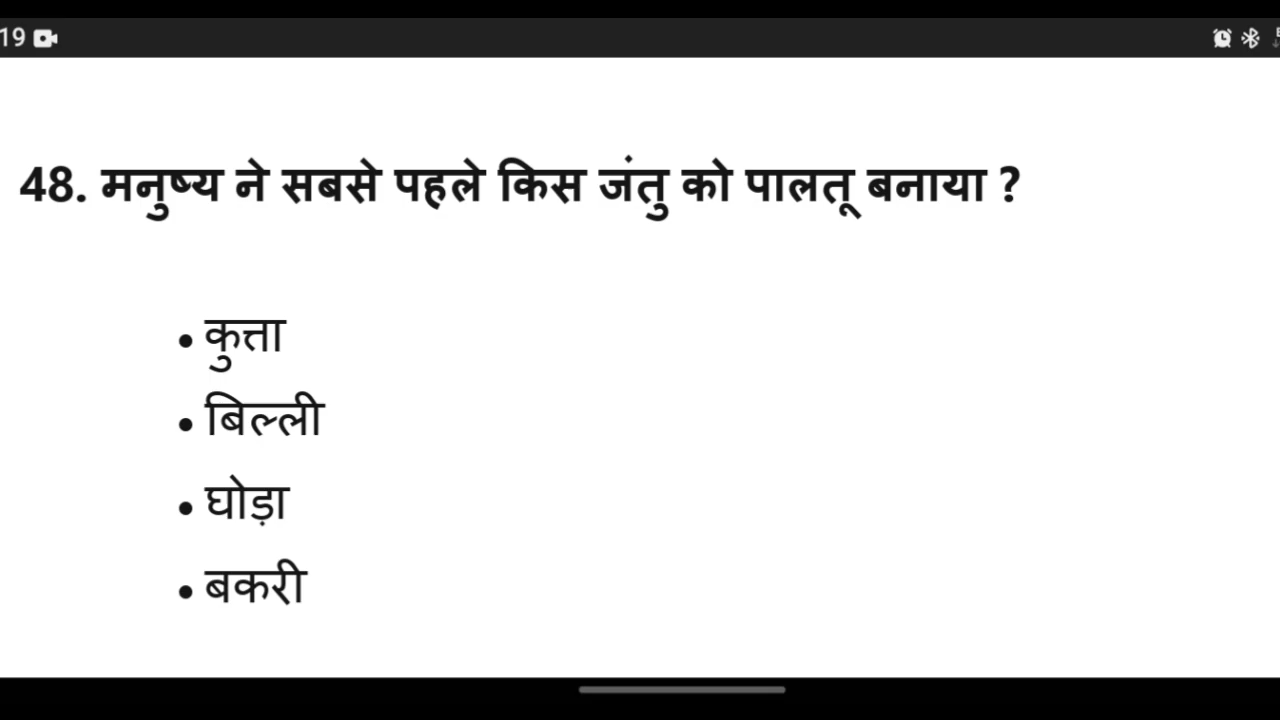 19
48. मनुष्य ने सबसे पहले किस जंतु को पालतू बनाया ?
• कुत्ता
• बिल्ली
• घोड़ा
• बकरी